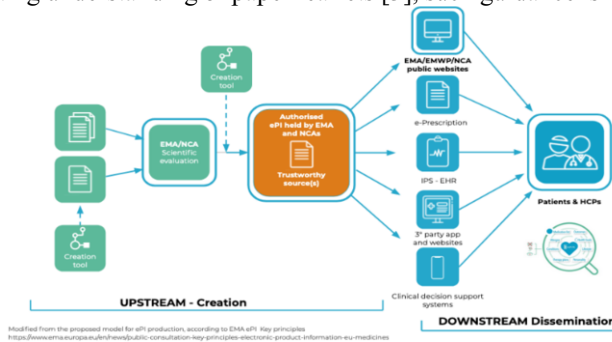 Creation
tool
EMA/EMWP/NCA
public websites
Authorised
ePI held by EMA
and NCAs
Trustworthy
source(s)
EMA/NCA
Scientific
evaluation
e-Prescription
IPS - EHR
Patients & HCPs
3ª party app
and websites
Creation
tool
Clinical decision support
systems
UPSTREAM - Creation
DOWNSTREAM Dissemination
Modified from the proposed model for ePI production, according to EMA ePI Key principles
https://www.ema.europa.eu/en/news/public-consultation-key-principles-electronic-product-information-eu-medicines